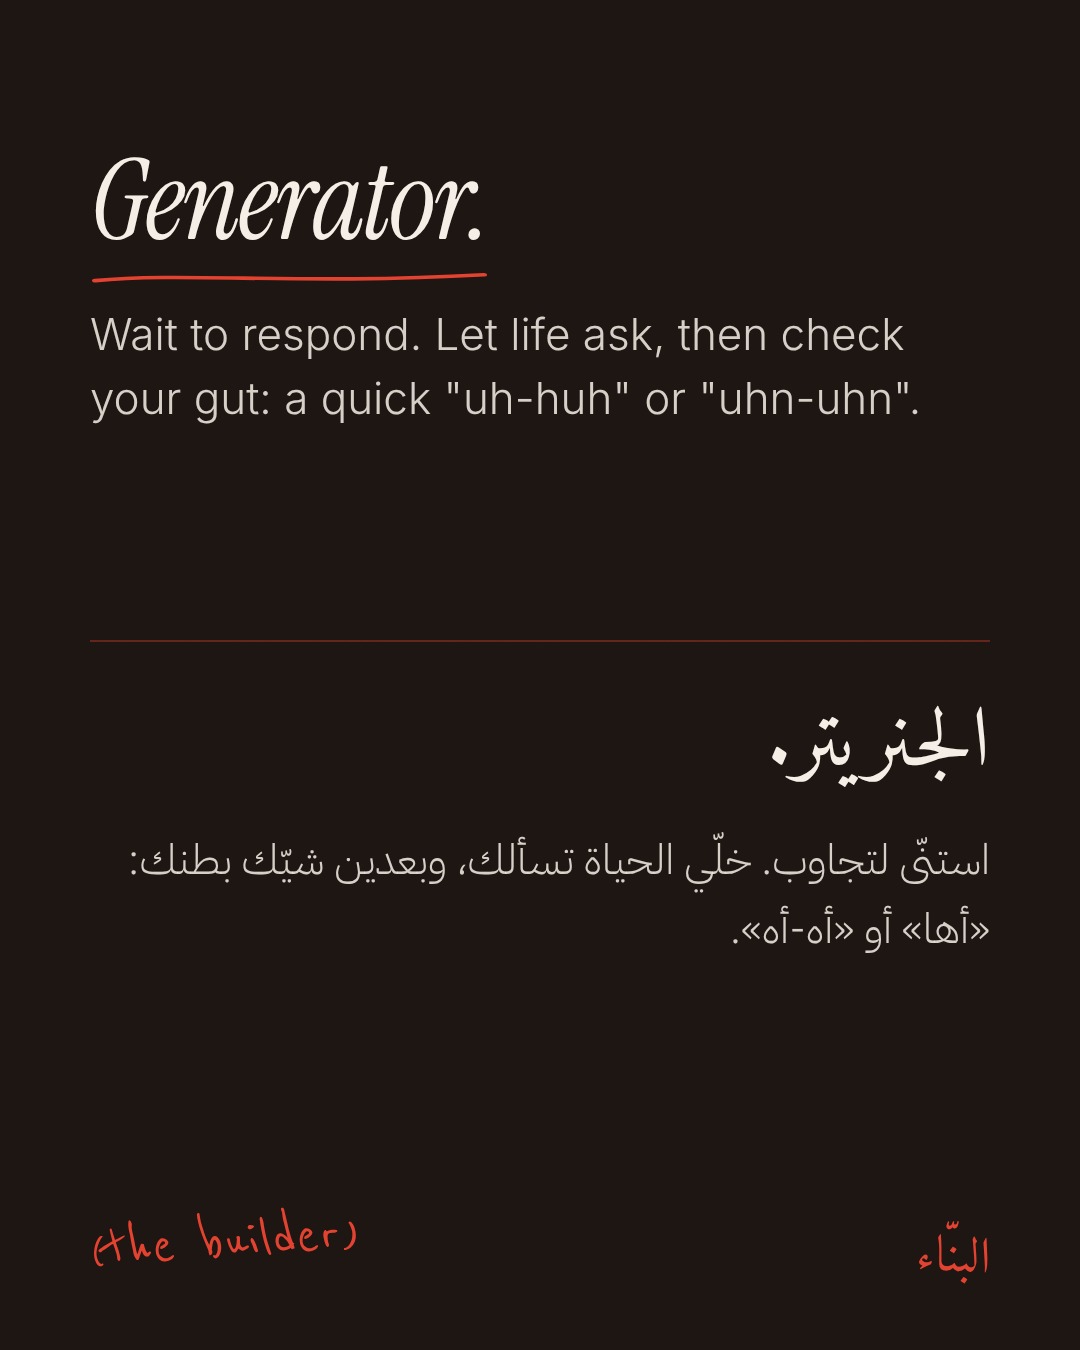 Generator.
Wait to respond. Let life ask, then check
your gut: a quick "uh-huh" or "uhn-uhn".
الجنريتر.
استنّى لتجاوب. خلّي الحياة تسألك، وبعدين شيّك بطنك:
«أها» أو «أه-أه».
(the builder)
البنّاء